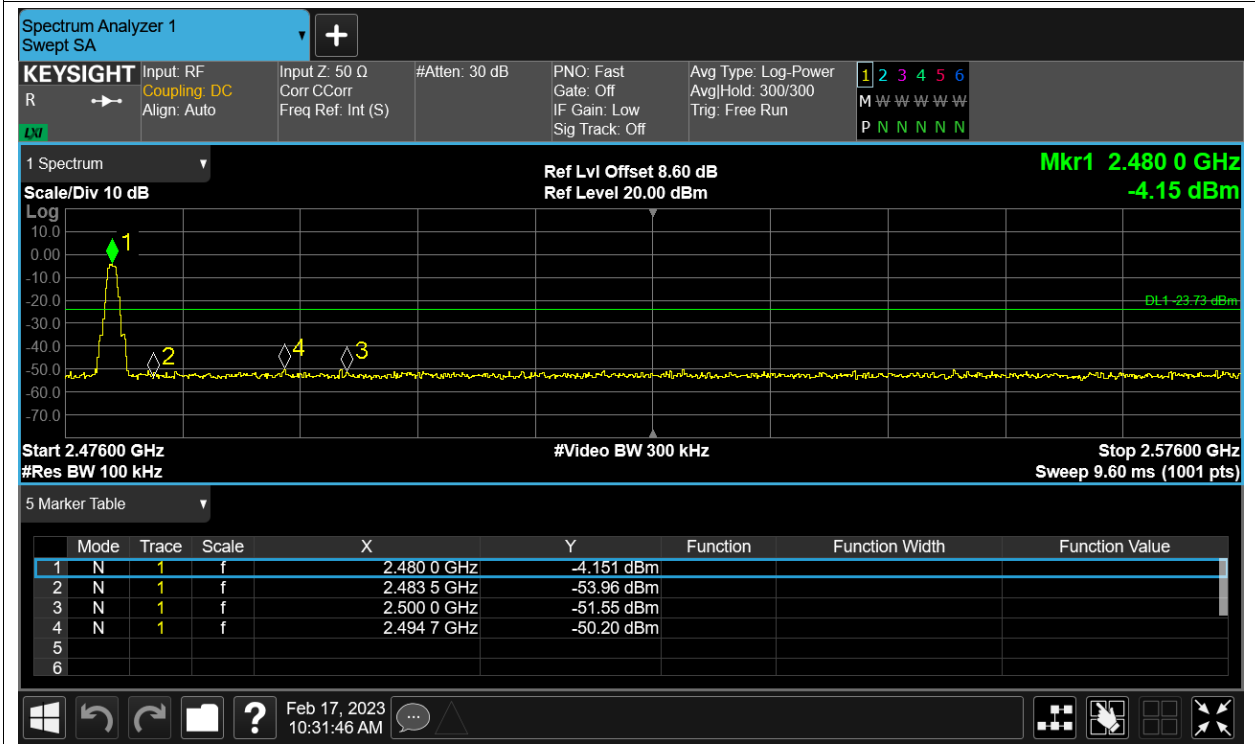 Spectrum Analyzer 1
Swept SA
+
KEYSIGHT Input: RF Input Z: 50 Ω #Atten: 30 dB PNO: Fast Avg Type: Log-Power 1 2 3 4 5 6
R Coupling: DC Corr CCorr Gate: Off Avg|Hold: 300/300 M W W W W W W
Align: Auto Freq Ref: Int (S) IF Gain: Low Trig: Free Run
LXI Sig Track: Off P N N N N N N
1 Spectrum Ref Lvl Offset 8.60 dB Mkr1 2.480 0 GHz
Scale/Div 10 dB Ref Level 20.00 dBm -4.15 dBm
Log
10.0
1
0.00
-10.0
-20.0 DL1 -23.73 dBm
-30.0
-40.0 2 4 3
-50.0
-60.0
-70.0
Start 2.47600 GHz #Video BW 300 kHz Stop 2.57600 GHz
#Res BW 100 kHz Sweep 9.60 ms (1001 pts)
5 Marker Table
Mode Trace Scale X Y Function Function Width Function Value
1 N 1 f 2.480 0 GHz -4.151 dBm
2 N 1 f 2.483 5 GHz -53.96 dBm
3 N 1 f 2.500 0 GHz -51.55 dBm
4 N 1 f 2.494 7 GHz -50.20 dBm
5
6
? Feb 17, 2023
10:31:46 AM